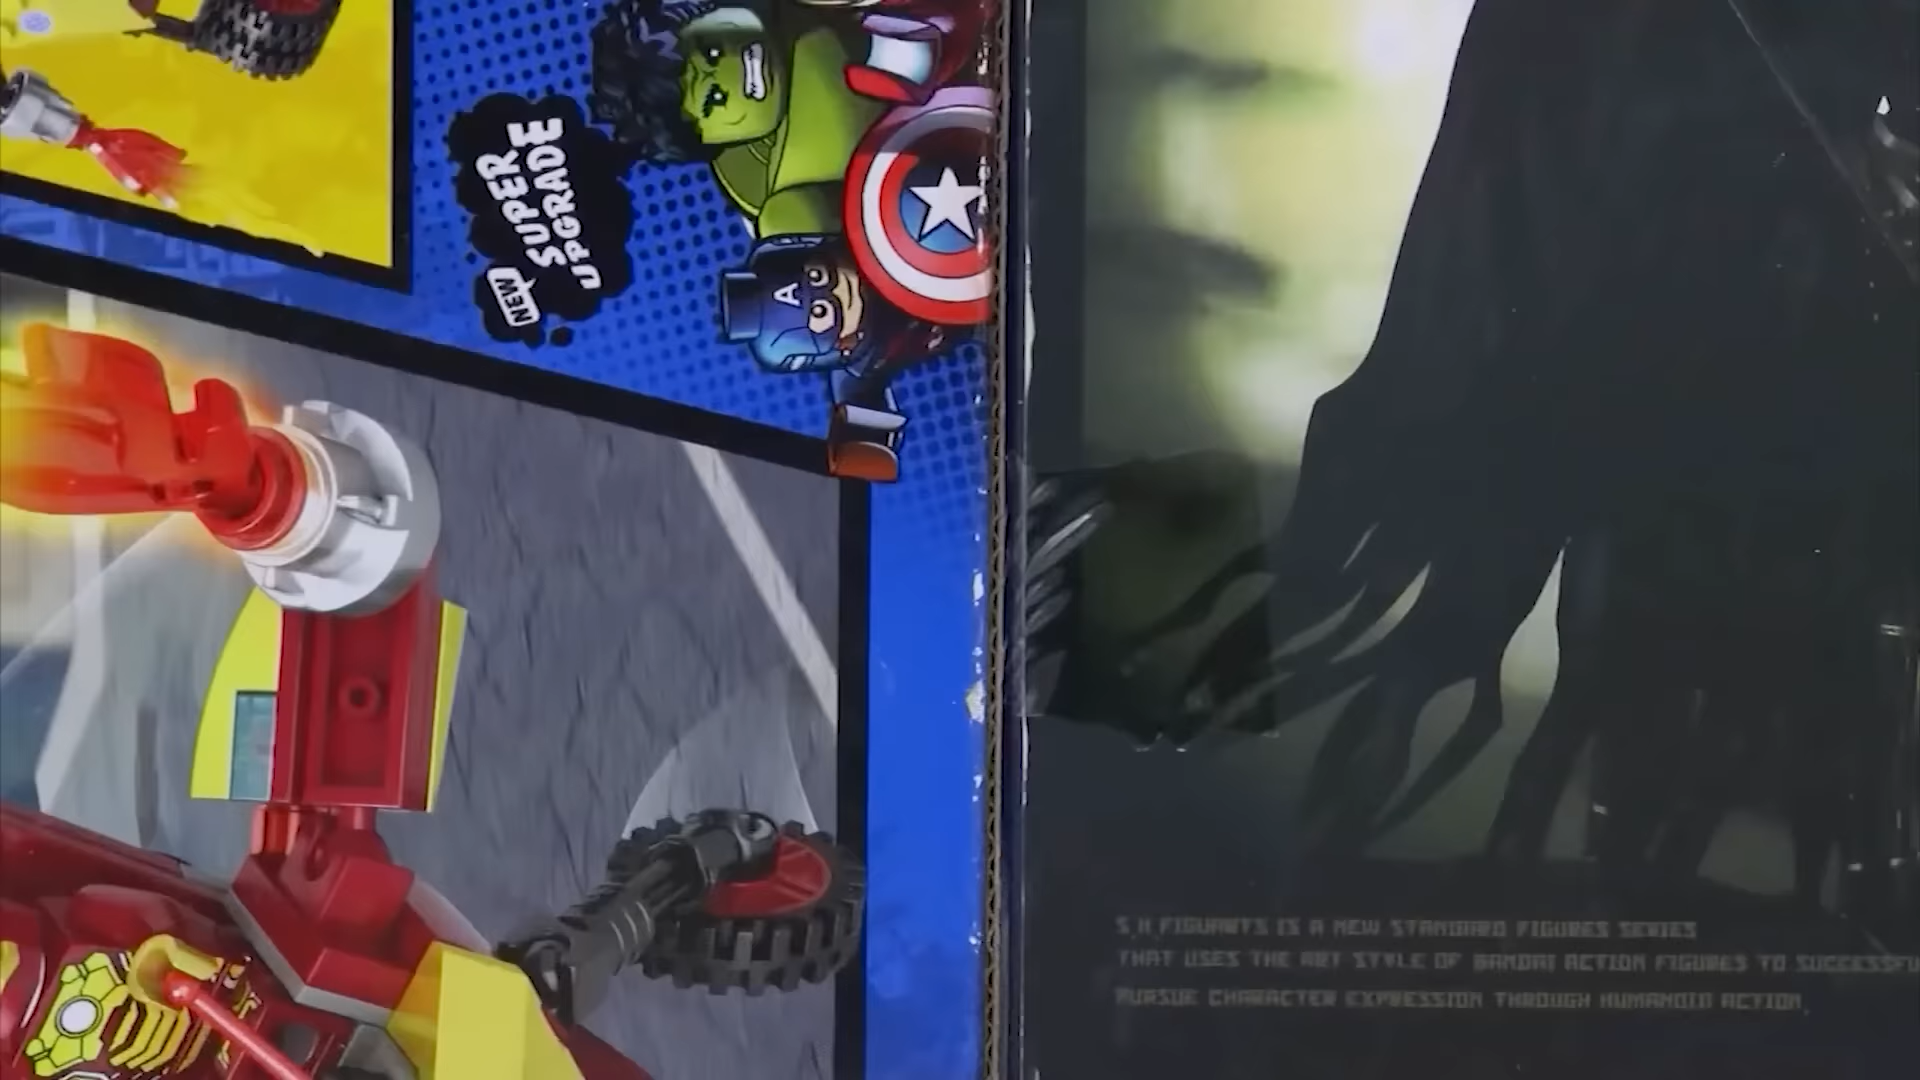 NEW
SUPER
UPGRADE
A
S.H.FIGUARTS IS A NEW STANDARD FIGURES SERIES
THAT USES THE ART STYLE OF BANDAI ACTION FIGURES TO SUCCESSFU
PURSUE CHARACTER EXPRESSION THROUGH HUMANOID ACTION.